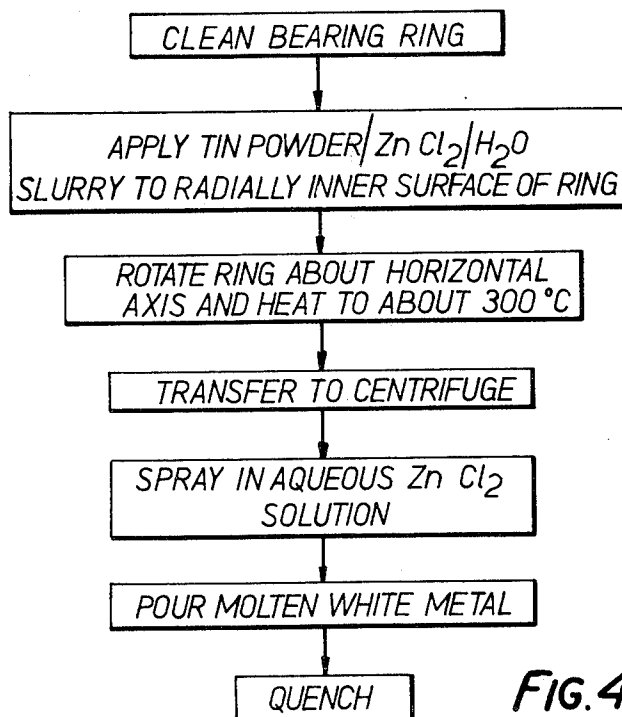 CLEAN BEARING RING
APPLY TIN POWDER/Zn Cl2/H2O
SLURRY TO RADIALLY INNER SURFACE OF RING
ROTATE RING ABOUT HORIZONTAL
AXIS AND HEAT TO ABOUT 300 °C
TRANSFER TO CENTRIFUGE
SPRAY IN AQUEOUS Zn Cl2
SOLUTION
POUR MOLTEN WHITE METAL
QUENCH
FIG.4